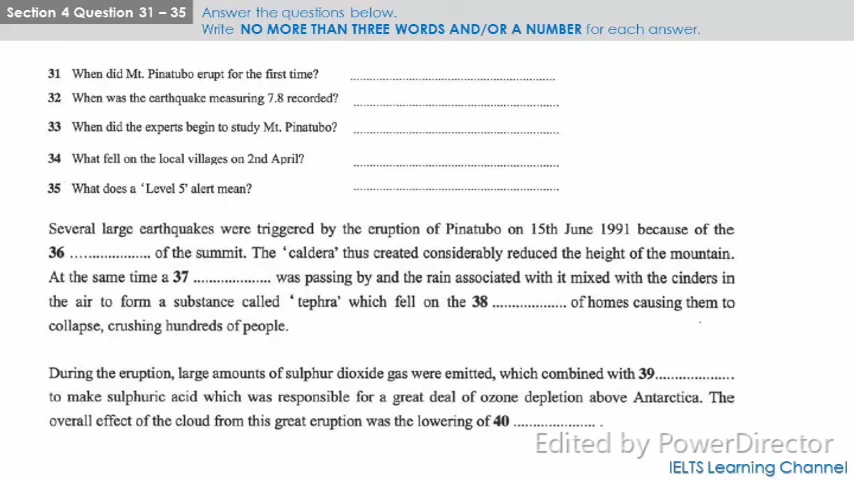 Section 4 Question 31 – 35
Answer the questions below.
Write NO MORE THAN THREE WORDS AND/OR A NUMBER for each answer.
31 When did Mt. Pinatubo erupt for the first time? ....................
32 When was the earthquake measuring 7.8 recorded? ....................
33 When did the experts begin to study Mt. Pinatubo? ....................
34 What fell on the local villages on 2nd April? ....................
35 What does a ‘Level 5’ alert mean? ....................
Several large earthquakes were triggered by the eruption of Pinatubo on 15th June 1991 because of the
36 .................... of the summit. The ‘caldera’ thus created considerably reduced the height of the mountain.
At the same time a 37 .................... was passing by and the rain associated with it mixed with the cinders in
the air to form a substance called ‘tephra’ which fell on the 38 .................... of homes causing them to
collapse, crushing hundreds of people.
During the eruption, large amounts of sulphur dioxide gas were emitted, which combined with 39....................
to make sulphuric acid which was responsible for a great deal of ozone depletion above Antarctica. The
overall effect of the cloud from this great eruption was the lowering of 40 .................... .
Edited by PowerDirector
IELTS Learning Channel